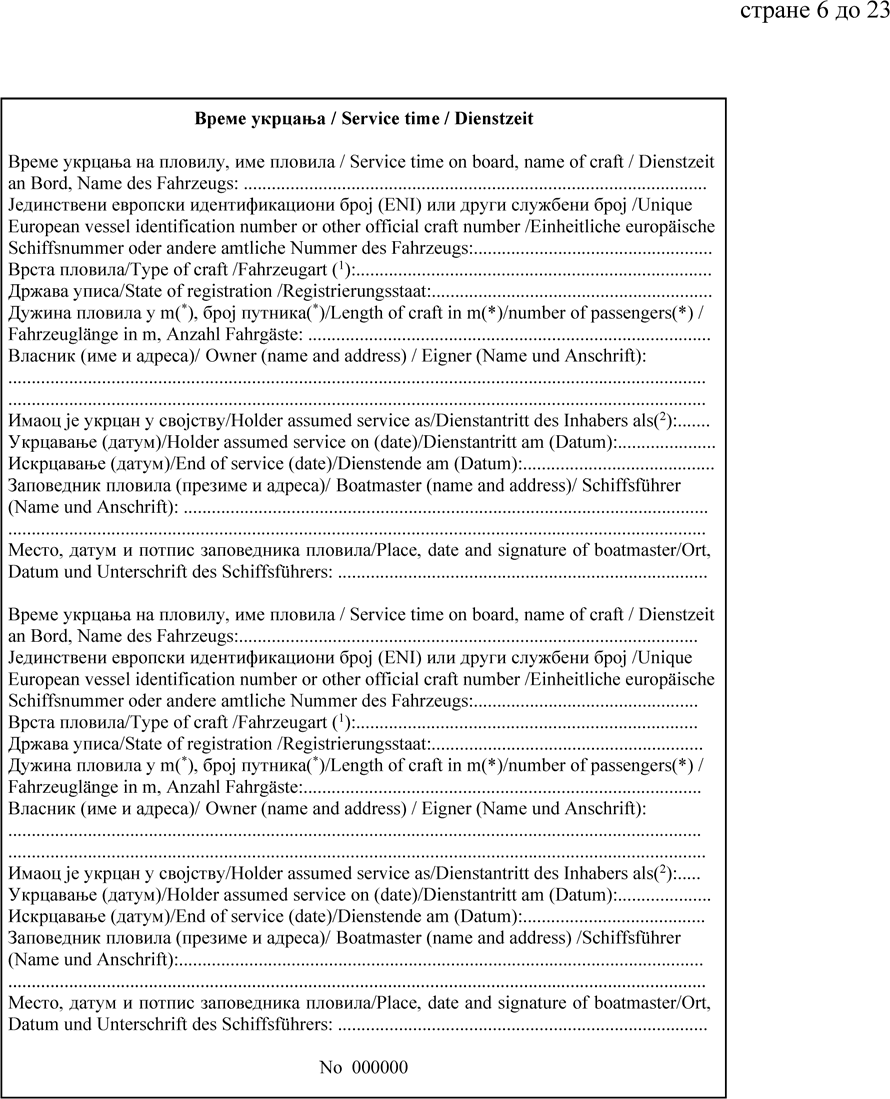 стране 6 до 23
Време укрцања / Service time / Dienstzeit
Време укрцања на пловилу, име пловила / Service time on board, name of craft / Dienstzeit
an Bord, Name des Fahrzeugs: ....................................................................................................
Јединствени европски идентификациони број (ENI) или други службени број /Unique
European vessel identification number or other official craft number /Einheitliche europäische
Schiffsnummer oder andere amtliche Nummer des Fahrzeugs:...................................................
Врста пловила/Type of craft /Fahrzeugart (¹):............................................................................
Држава уписа/State of registration /Registrierungsstaat:............................................................
Дужина пловила у m(*), број путника(*)/Length of craft in m(*)/number of passengers(*) /
Fahrzeuglänge in m, Anzahl Fahrgäste: ......................................................................................
Власник (име и адреса)/ Owner (name and address) / Eigner (Name und Anschrift):
......................................................................................................................................................
......................................................................................................................................................
Имаоц је укрцан у својству/Holder assumed service as/Dienstantritt des Inhabers als(²):.......
Укрцавање (датум)/Holder assumed service on (date)/Dienstantritt am (Datum):.....................
Искрцавање (датум)/End of service (date)/Dienstende am (Datum):.........................................
Заповедник пловила (презиме и адреса)/ Boatmaster (name and address)/ Schiffsführer
(Name und Anschrift): ................................................................................................................
......................................................................................................................................................
Место, датум и потпис заповедника пловила/Place, date and signature of boatmaster/Ort,
Datum und Unterschrift des Schiffsführers: ...............................................................................
Време укрцања на пловилу, име пловила / Service time on board, name of craft / Dienstzeit
an Bord, Name des Fahrzeugs:..................................................................................................
Јединствени европски идентификациони број (ENI) или други службени број /Unique
European vessel identification number or other official craft number /Einheitliche europäische
Schiffsnummer oder andere amtliche Nummer des Fahrzeugs:................................................
Врста пловила/Type of craft /Fahrzeugart (¹):.........................................................................
Држава уписа/State of registration /Registrierungsstaat:..........................................................
Дужина пловила у m(*), број путника(*)/Length of craft in m(*)/number of passengers(*) /
Fahrzeuglänge in m, Anzahl Fahrgäste:.....................................................................................
Власник (име и адреса)/ Owner (name and address) / Eigner (Name und Anschrift):
.....................................................................................................................................................
......................................................................................................................................................
Имаоц је укрцан у својству/Holder assumed service as/Dienstantritt des Inhabers als(²):.....
Укрцавање (датум)/Holder assumed service on (date)/Dienstantritt am (Datum):....................
Искрцавање (датум)/End of service (date)/Dienstende am (Datum):.......................................
Заповедник пловила (презиме и адреса)/ Boatmaster (name and address) /Schiffsführer
(Name und Anschrift):................................................................................................................
......................................................................................................................................................
Место, датум и потпис заповедника пловила/Place, date and signature of boatmaster/Ort,
Datum und Unterschrift des Schiffsführers: ...............................................................................
No 000000